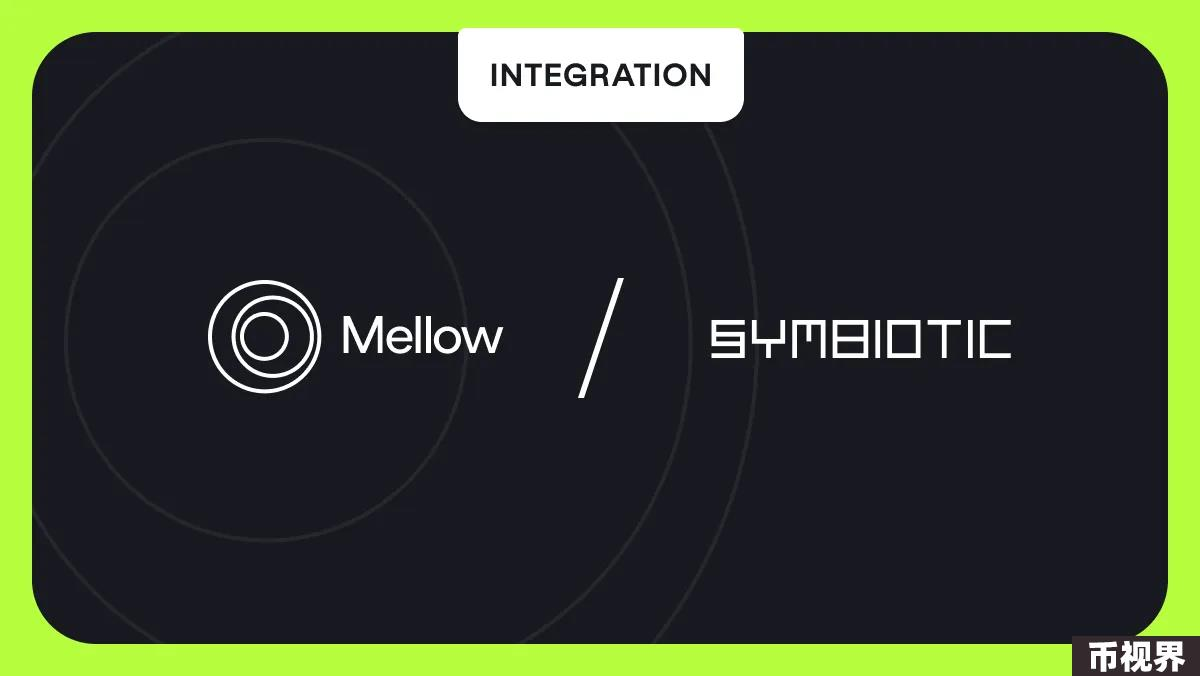 INTEGRATION
Mellow / SYMBIOTIC
币视界